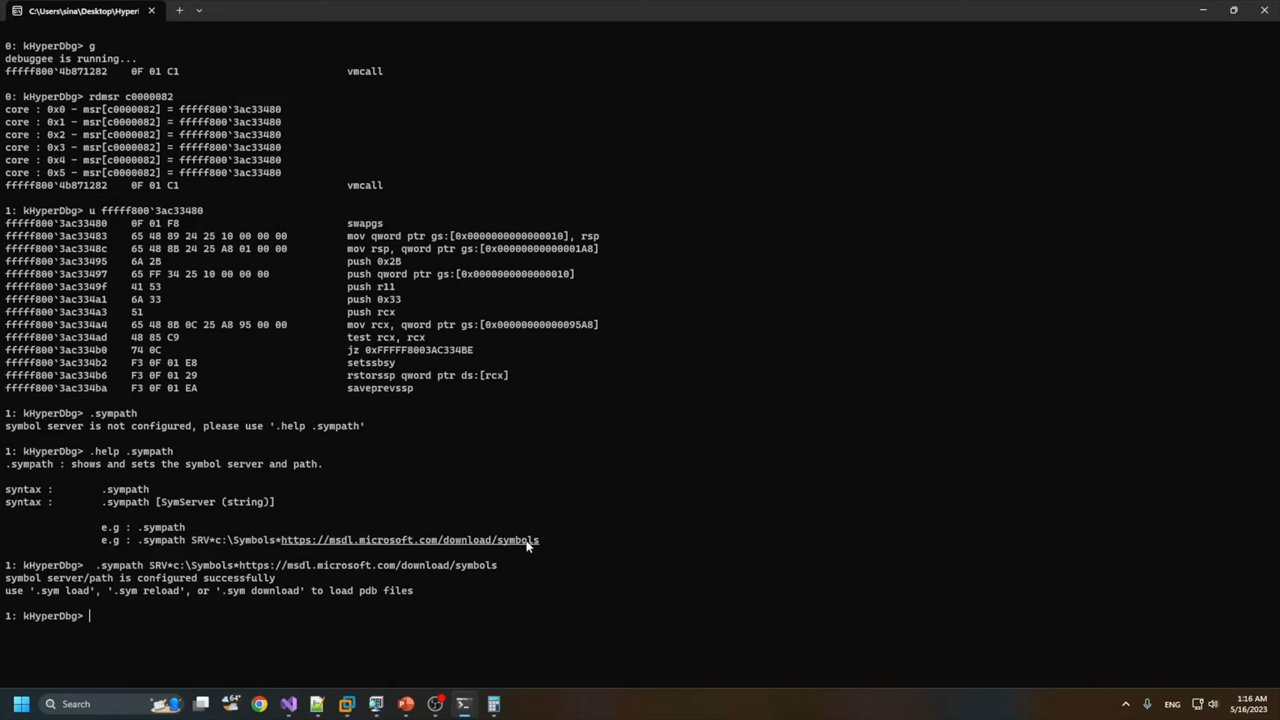 C:\Users\sina\Desktop\Hyper
0: kHyperDbg> g
debuggee is running...
fffff800`4b871282    0F 01 C1    vmcall
0: kHyperDbg> rdmsr c0000082
core : 0x0 - msr[c0000082] = fffff800`3ac33480
core : 0x1 - msr[c0000082] = fffff800`3ac33480
core : 0x2 - msr[c0000082] = fffff800`3ac33480
core : 0x3 - msr[c0000082] = fffff800`3ac33480
core : 0x4 - msr[c0000082] = fffff800`3ac33480
core : 0x5 - msr[c0000082] = fffff800`3ac33480
fffff800`4b871282    0F 01 C1    vmcall
1: kHyperDbg> u fffff800`3ac33480
fffff800`3ac33480    0F 01 F8    swapgs
fffff800`3ac33483    65 48 89 24 25 10 00 00 00    mov qword ptr gs:[0x0000000000000010], rsp
fffff800`3ac3348c    65 48 8B 24 25 A8 01 00 00    mov rsp, qword ptr gs:[0x00000000000001A8]
fffff800`3ac33495    6A 2B    push 0x2B
fffff800`3ac33497    65 FF 34 25 10 00 00 00    push qword ptr gs:[0x0000000000000010]
fffff800`3ac3349f    41 53    push r11
fffff800`3ac334a1    6A 33    push 0x33
fffff800`3ac334a3    51    push rcx
fffff800`3ac334a4    65 48 8B 0C 25 A8 95 00 00    mov rcx, qword ptr gs:[0x00000000000095A8]
fffff800`3ac334ad    48 85 C9    test rcx, rcx
fffff800`3ac334b0    74 0C    jz 0xFFFFF8003AC334BE
fffff800`3ac334b2    F3 0F 01 E8    setssbsy
fffff800`3ac334b6    F3 0F 01 29    rstorssp qword ptr ds:[rcx]
fffff800`3ac334ba    F3 0F 01 EA    saveprevssp
1: kHyperDbg> .sympath
symbol server is not configured, please use '.help .sympath'
1: kHyperDbg> .help .sympath
.sympath : shows and sets the symbol server and path.
syntax :    .sympath
syntax :    .sympath [SymServer (string)]
e.g : .sympath
e.g : .sympath SRV*c:\Symbols*https://msdl.microsoft.com/download/symbols
1: kHyperDbg>  .sympath SRV*c:\Symbols*https://msdl.microsoft.com/download/symbols
symbol server/path is configured successfully
use '.sym load', '.sym reload', or '.sym download' to load pdb files
1: kHyperDbg>
Search
64°
ENG
1:16 AM
5/16/2023